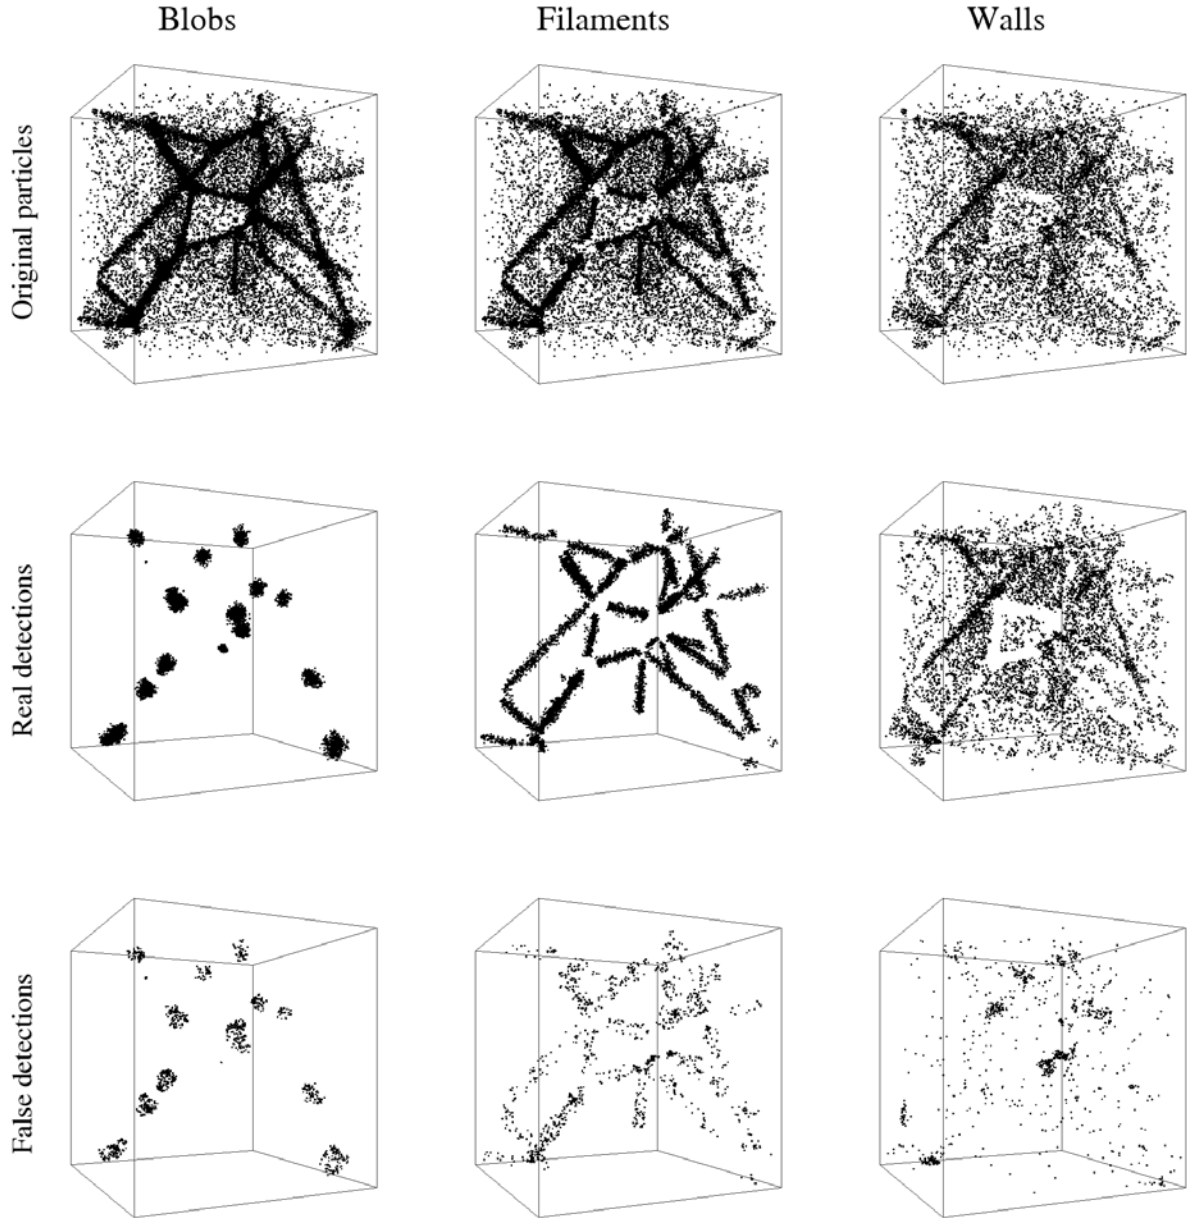 Blobs Filaments Walls
Original particles
Real detections
False detections